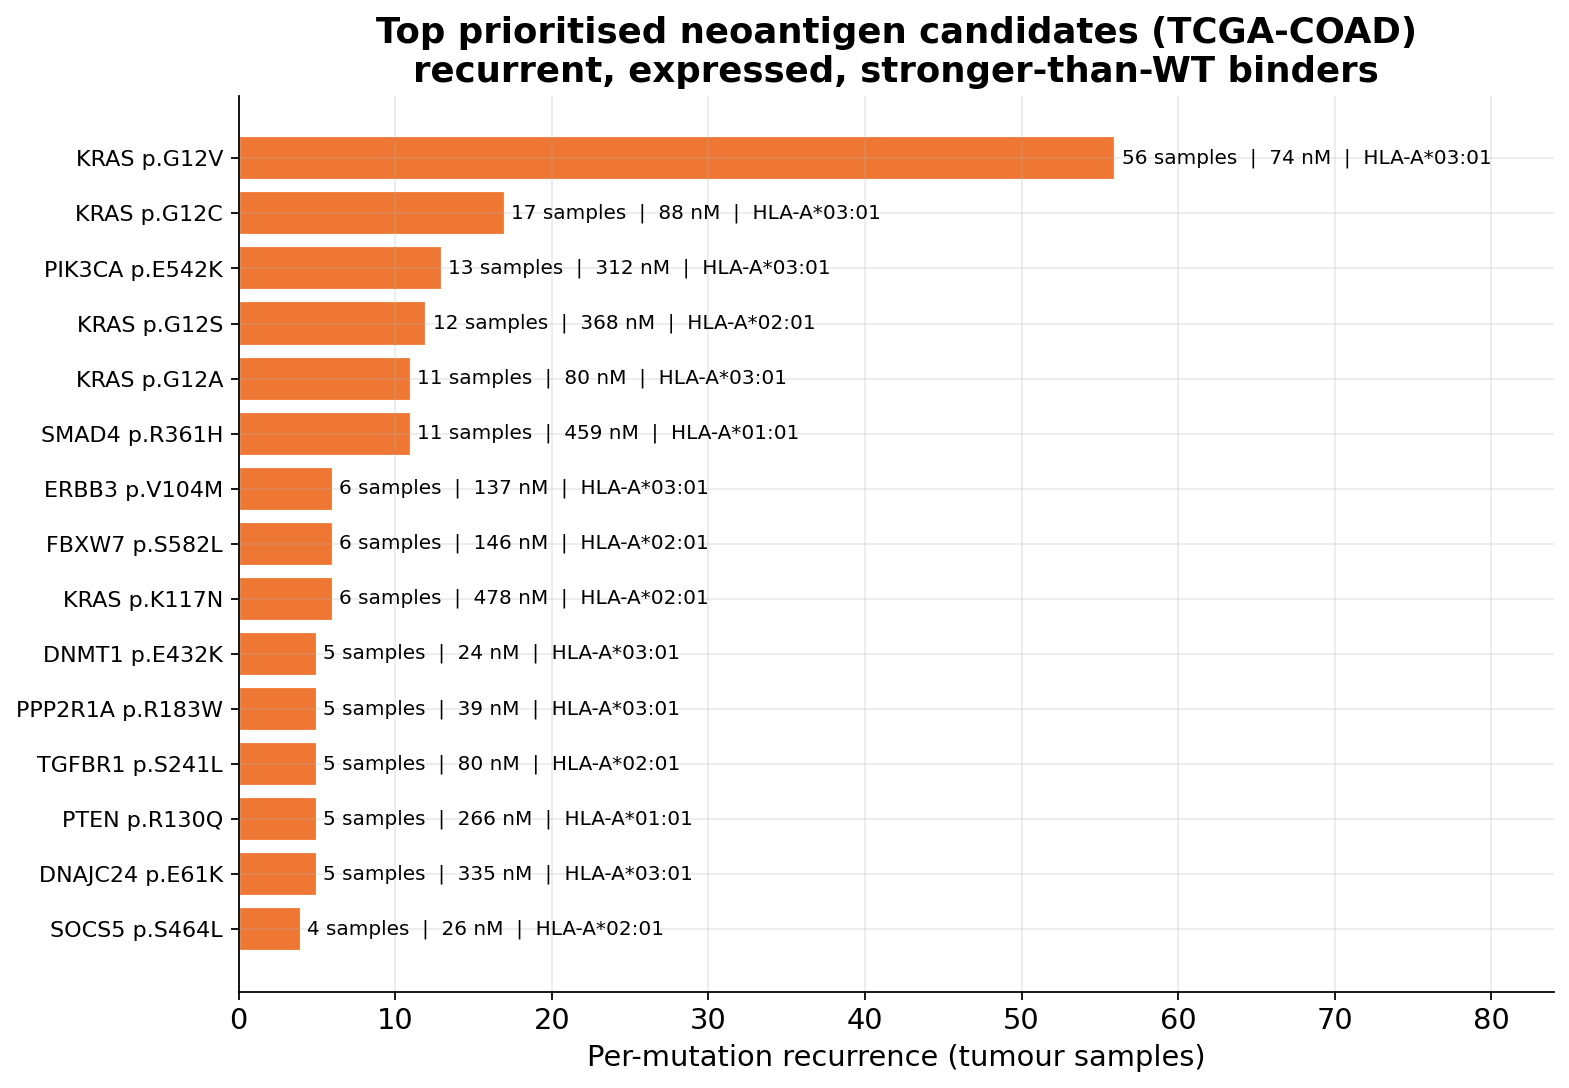 Top prioritised neoantigen candidates (TCGA-COAD)
recurrent, expressed, stronger-than-WT binders
KRAS p.G12V 56 samples | 74 nM | HLA-A*03:01
KRAS p.G12C 17 samples | 88 nM | HLA-A*03:01
PIK3CA p.E542K 13 samples | 312 nM | HLA-A*03:01
KRAS p.G12S 12 samples | 368 nM | HLA-A*02:01
KRAS p.G12A 11 samples | 80 nM | HLA-A*03:01
SMAD4 p.R361H 11 samples | 459 nM | HLA-A*01:01
ERBB3 p.V104M 6 samples | 137 nM | HLA-A*03:01
FBXW7 p.S582L 6 samples | 146 nM | HLA-A*02:01
KRAS p.K117N 6 samples | 478 nM | HLA-A*02:01
DNMT1 p.E432K 5 samples | 24 nM | HLA-A*03:01
PPP2R1A p.R183W 5 samples | 39 nM | HLA-A*03:01
TGFBR1 p.S241L 5 samples | 80 nM | HLA-A*02:01
PTEN p.R130Q 5 samples | 266 nM | HLA-A*01:01
DNAJC24 p.E61K 5 samples | 335 nM | HLA-A*03:01
SOCS5 p.S464L 4 samples | 26 nM | HLA-A*02:01
0 10 20 30 40 50 60 70 80
Per-mutation recurrence (tumour samples)